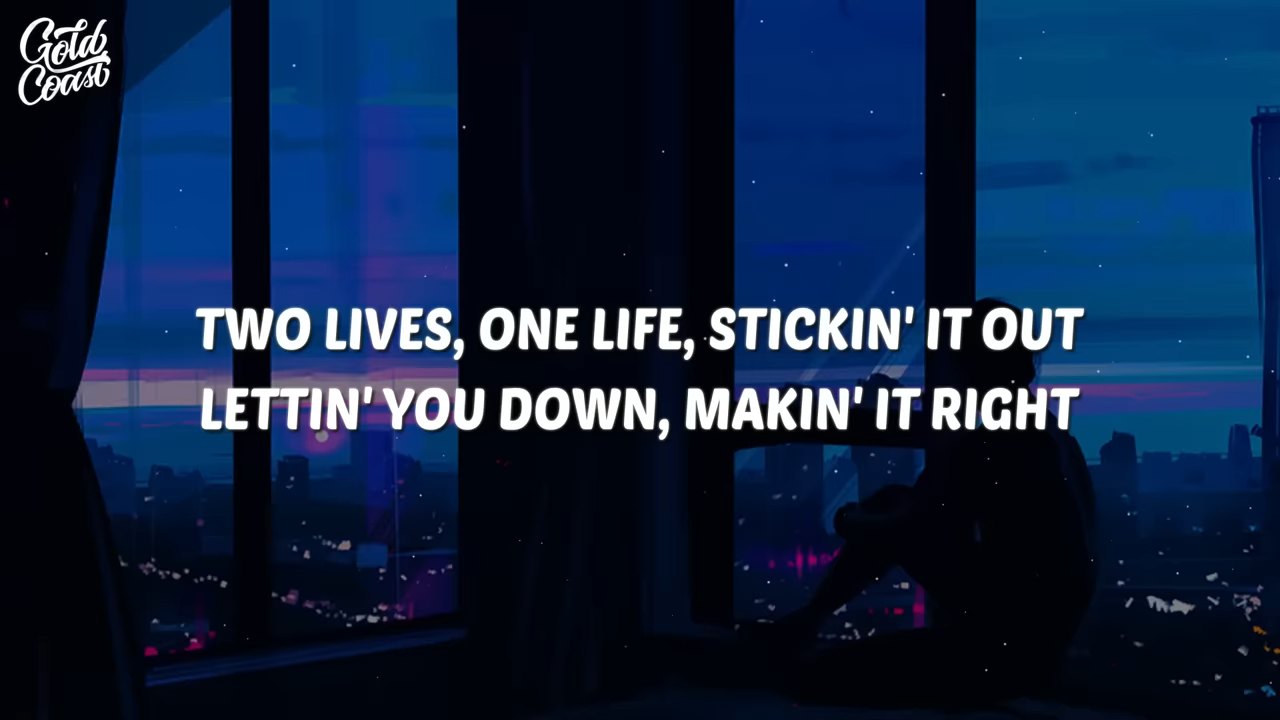 Gold
Coast
TWO LIVES, ONE LIFE, STICKIN' IT OUT
LETTIN' YOU DOWN, MAKIN' IT RIGHT